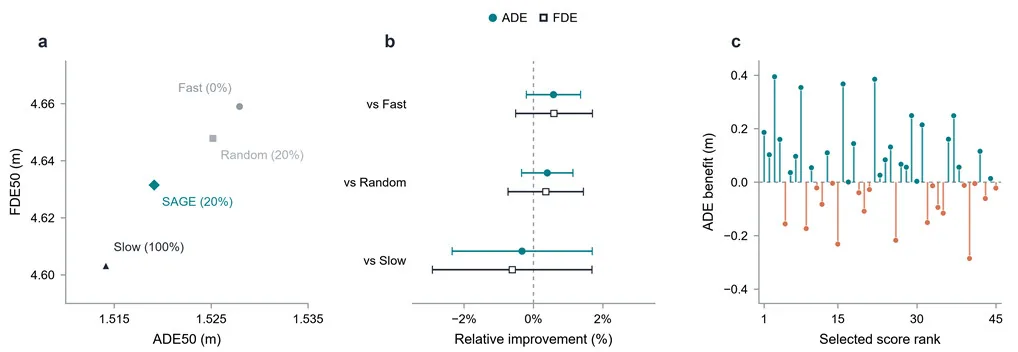 ADE FDE
a
FDE50 (m)
4.66
4.64
4.62
4.60
Fast (0%)
Random (20%)
SAGE (20%)
Slow (100%)
1.515 1.525 1.535
ADE50 (m)
b
vs Fast
vs Random
vs Slow
−2% 0% 2%
Relative improvement (%)
c
ADE benefit (m)
0.4
0.2
0.0
−0.2
−0.4
1 15 30 45
Selected score rank